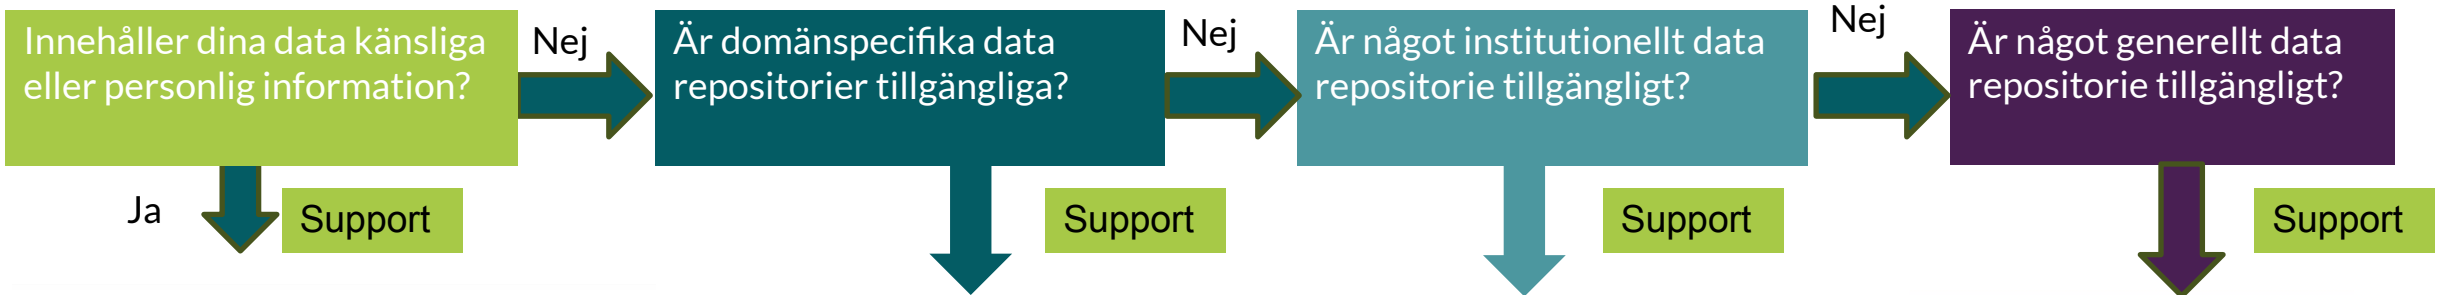 Innehåller dina data känsliga
eller personlig information?
Nej
Är domänspecifika data
repositorier tillgängliga?
Nej
Är något institutionellt data
repositorie tillgängligt?
Nej
Är något generellt data
repositorie tillgängligt?
Ja
Support
Support
Support
Support